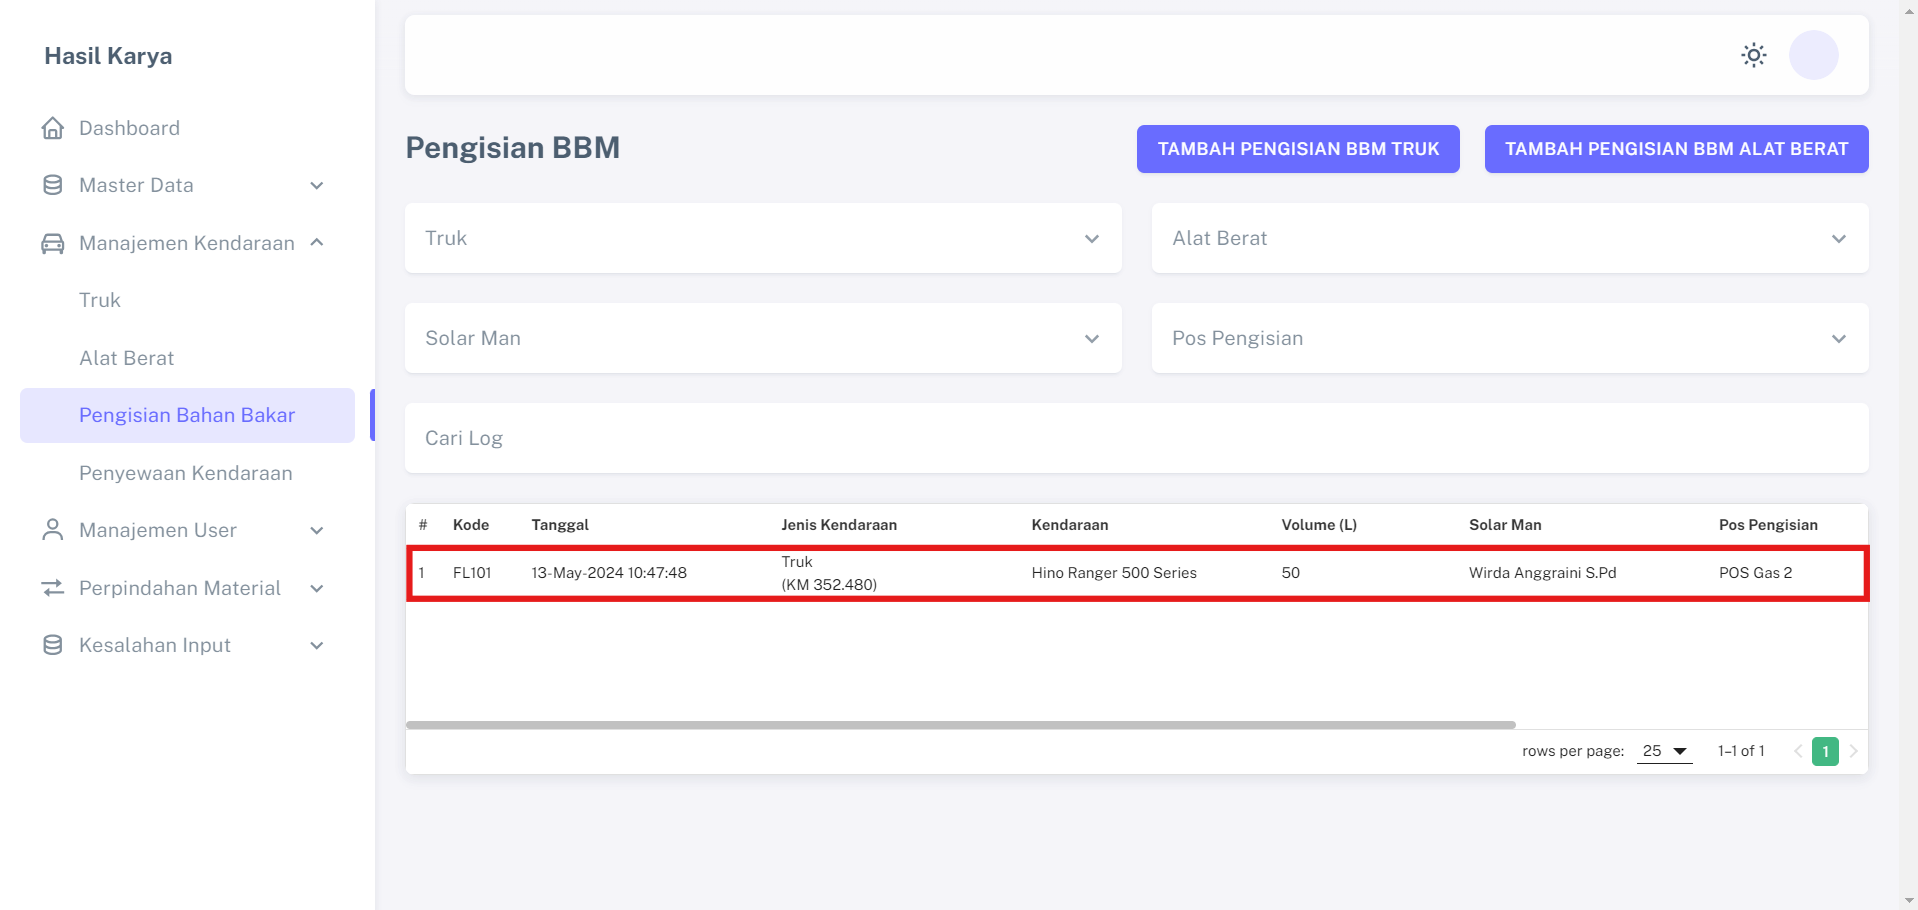 Hasil Karya
Dashboard
Master Data
Manajemen Kendaraan
Truk
Alat Berat
Pengisian Bahan Bakar
Penyewaan Kendaraan
Manajemen User
Perpindahan Material
Kesalahan Input
Pengisian BBM
TAMBAH PENGISIAN BBM TRUK
TAMBAH PENGISIAN BBM ALAT BERAT
Truk
Alat Berat
Solar Man
Pos Pengisian
Cari Log
# Kode Tanggal Jenis Kendaraan Kendaraan Volume (L) Solar Man Pos Pengisian
1 FL101 13-May-2024 10:47:48 Truk Hino Ranger 500 Series 50 Wirda Anggraini S.Pd POS Gas 2
(KM 352.480)
rows per page: 25 1–1 of 1 1